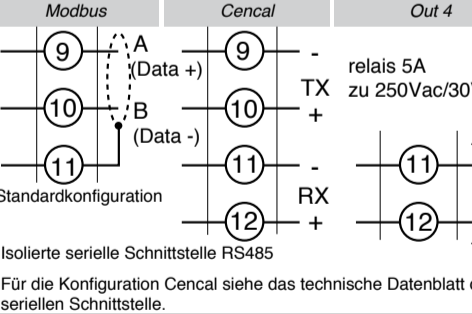 Modbus
Cencal
Out 4
9
A
(Data +)
10
B
(Data -)
11
Standardkonfiguration
9
-
TX
10
+
11
-
RX
12
+
relais 5A
zu 250Vac/30V
11
12
Isolierte serielle Schnittstelle RS485
Für die Konfiguration Cencal siehe das technische Datenblatt
seriellen Schnittstelle.